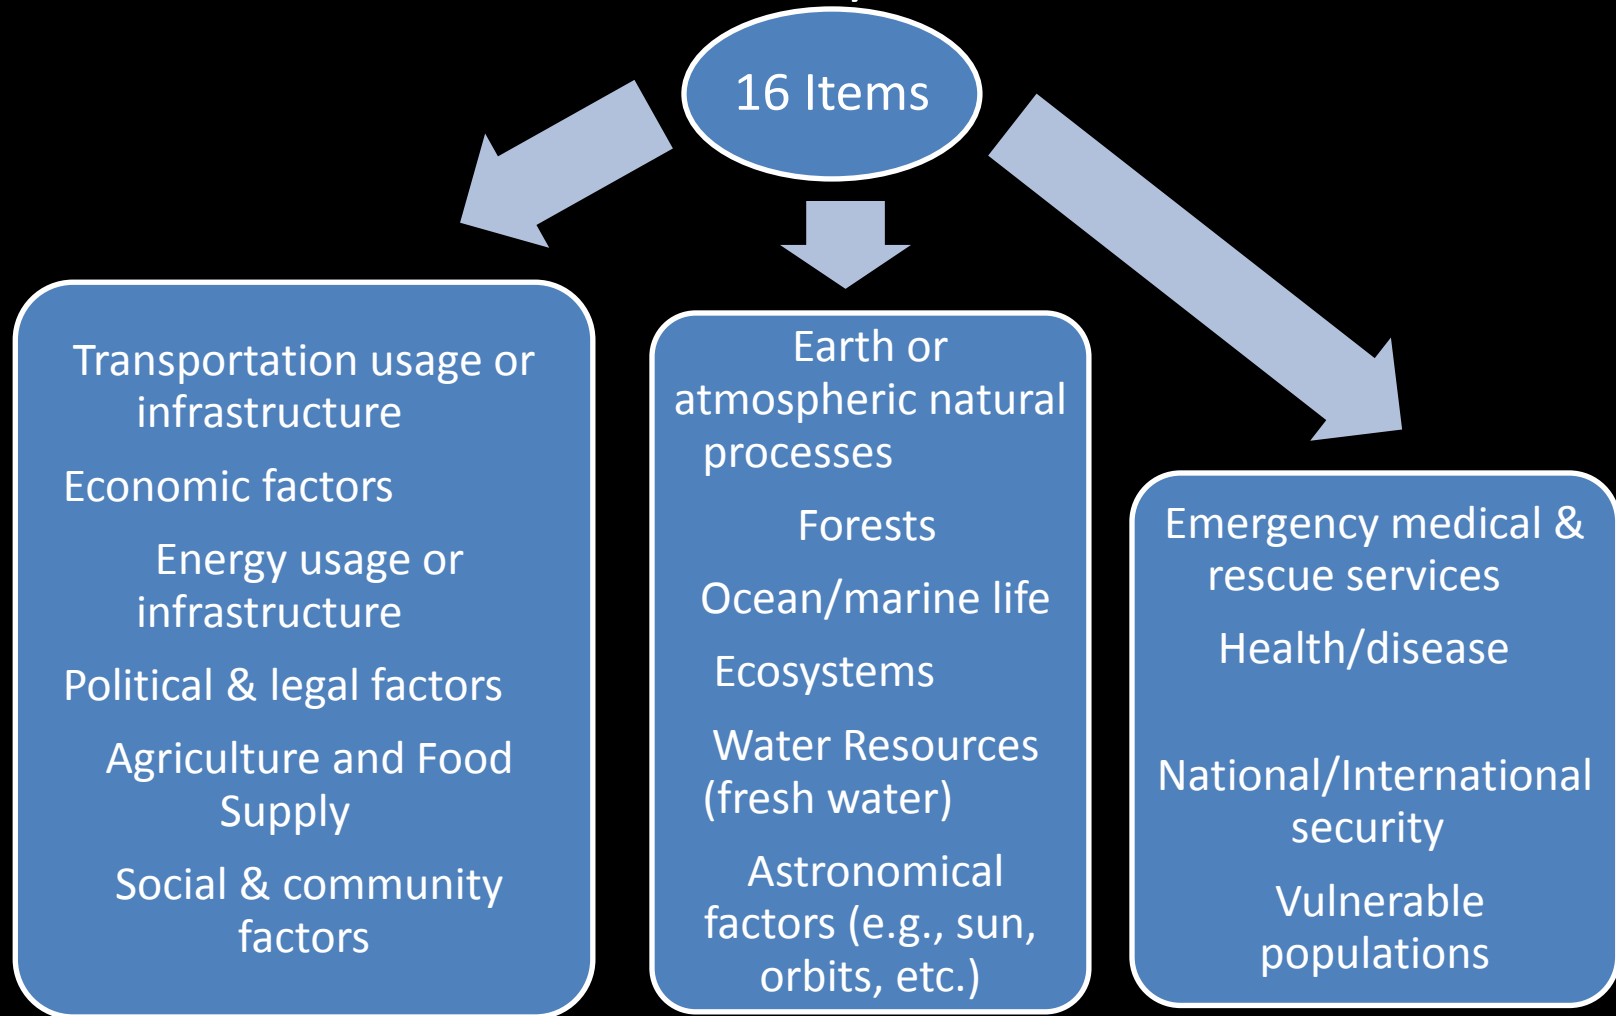 16 Items
Transportation usage or
infrastructure
Economic factors
Energy usage or
infrastructure
Political & legal factors
Agriculture and Food
Supply
Social & community
factors
Earth or
atmospheric natural
processes
Forests
Ocean/marine life
Ecosystems
Water Resources
(fresh water)
Astronomical
factors (e.g., sun,
orbits, etc.)
Emergency medical &
rescue services
Health/disease
National/International
security
Vulnerable
populations